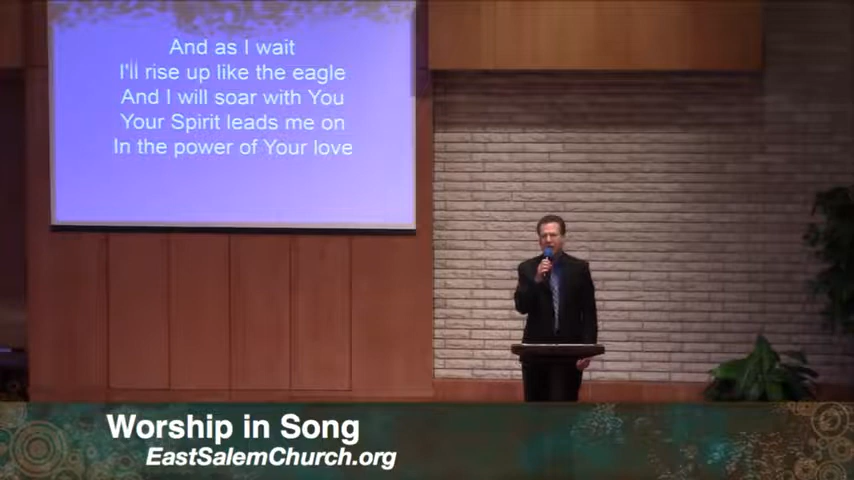 And as I wait
I'll rise up like the eagle
And I will soar with You
Your Spirit leads me on
In the power of Your love
Worship in Song
EastSalemChurch.org